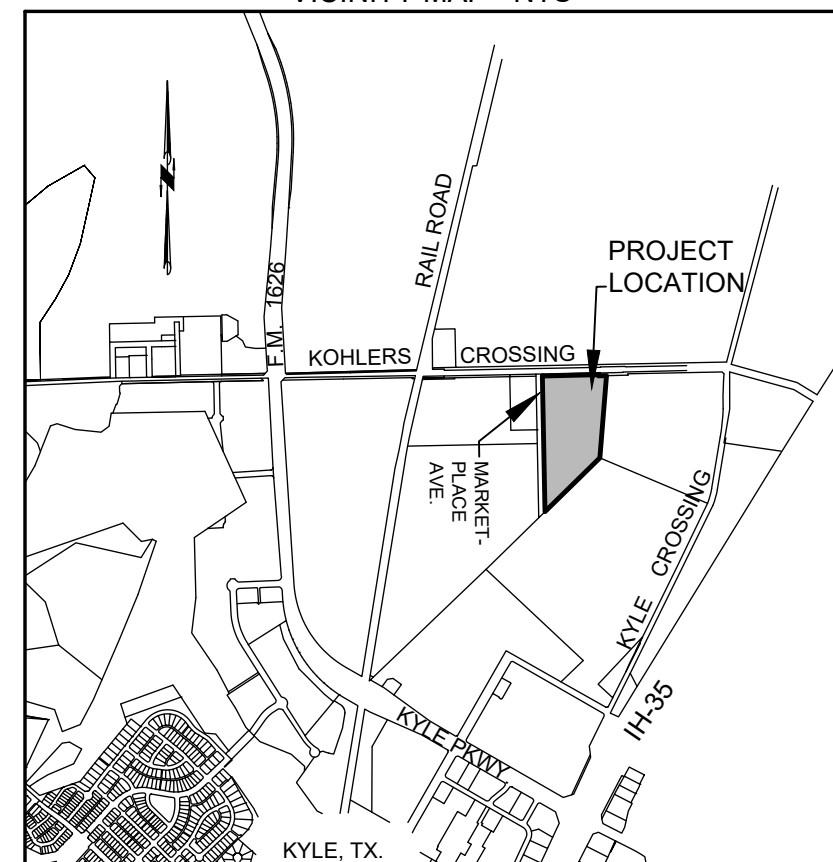 VICINITY MAP - NTS
N
RAIL ROAD
PROJECT
LOCATION
F.M. 1626
KOHLERS CROSSING
MARKET-
PLACE
AVE.
KYLE CROSSING
IH-35
KYLE PKWY
KYLE, TX.